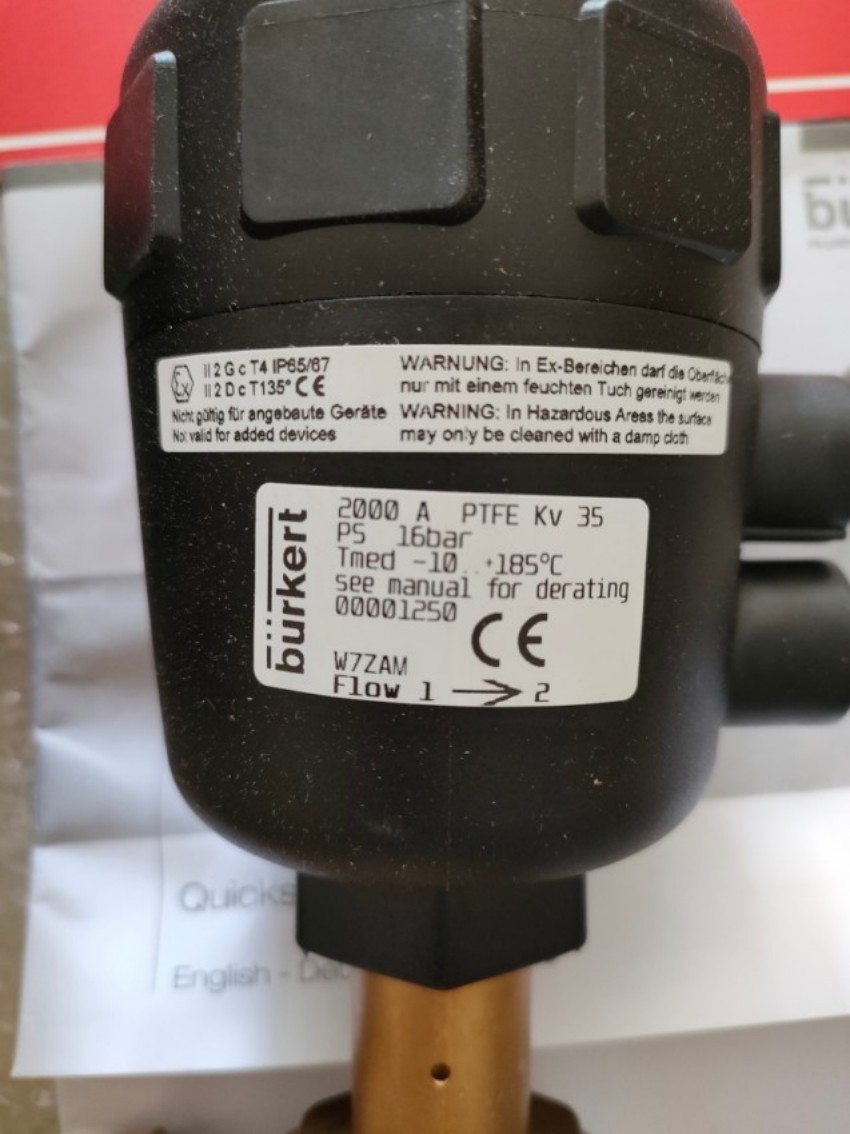 bü
II 2 G c T4 IP65/67
II 2 D c T135° CE
Nicht gültig für angebaute Geräte
Not valid for added devices
WARNUNG: In Ex-Bereichen darf die Oberfläche
nur mit einem feuchten Tuch gereinigt werden
WARNING: In Hazardous Areas the surface
may only be cleaned with a damp cloth
bürkert
2000 A PTFE Kv 35
PS 16bar
Tmed -10..+185°C
see manual for derating
00001250
CE
W7ZAM
Flow 1 → 2
Quicks
English -